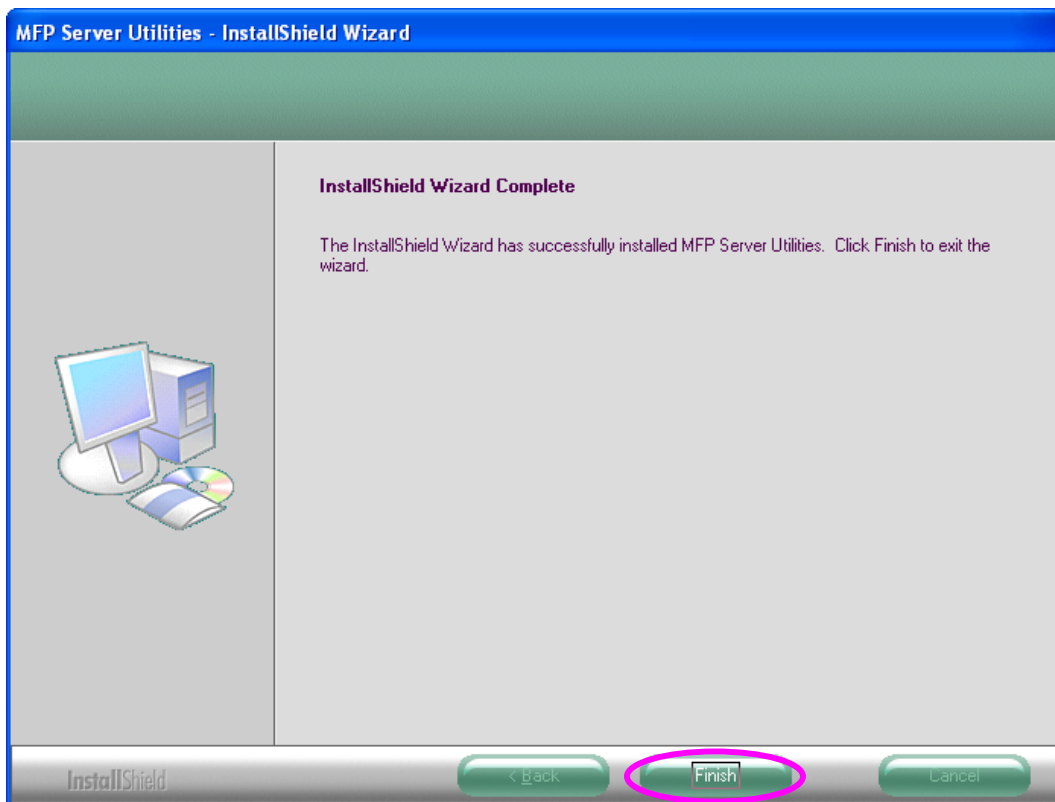 MFP Server Utilities - InstallShield Wizard
InstallShield Wizard Complete
The InstallShield Wizard has successfully installed MFP Server Utilities. Click Finish to exit the
wizard.
InstallShield
< Back
Finish
Cancel